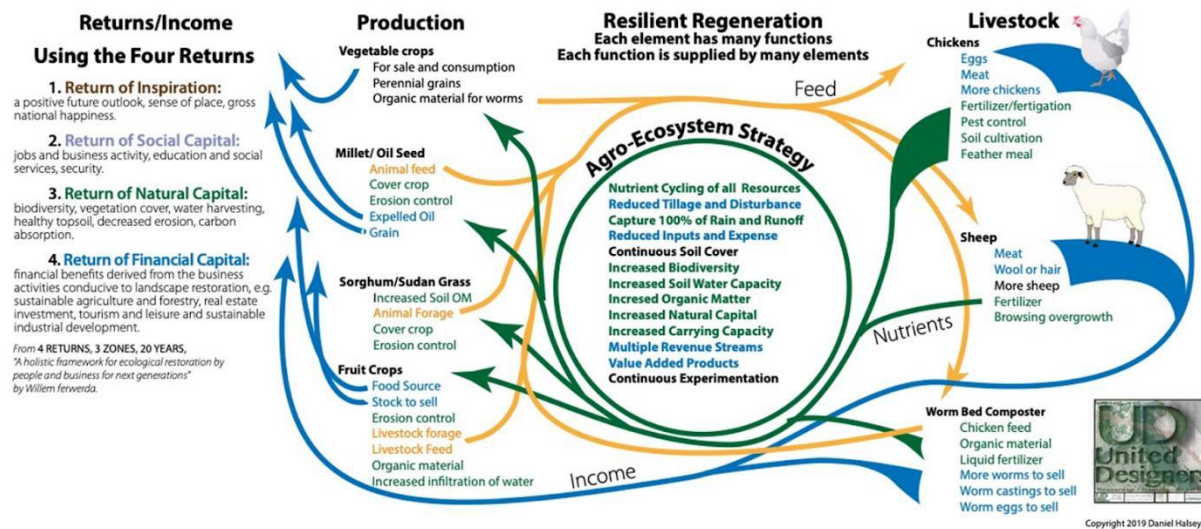 Returns/Income
Using the Four Returns
1. Return of Inspiration:
a positive future outlook, sense of place, gross
national happiness.
2. Return of Social Capital:
jobs and business activity, education and social
services, security.
3. Return of Natural Capital:
biodiversity, vegetation cover, water harvesting,
healthy topsoil, decreased erosion, carbon
absorption.
4. Return of Financial Capital:
financial benefits derived from the business
activities conducive to landscape restoration, e.g.
sustainable agriculture and forestry, real estate
investment, tourism and leisure and sustainable
industrial development.
From 4 RETURNS, 3 ZONES, 20 YEARS,
"A holistic framework for ecological restoration by
people and business for next generations"
by Willem Ferwerda.
Production
Vegetable crops
For sale and consumption
Perennial grains
Organic material for worms
Millet/ Oil Seed
Animal feed
Cover crop
Erosion control
Expelled Oil
Grain
Sorghum/Sudan Grass
Increased Soil OM
Animal Forage
Cover crop
Erosion control
Fruit Crops
Food Source
Stock to sell
Erosion control
Livestock forage
Livestock Feed
Organic material
Increased infiltration of water
Resilient Regeneration
Each element has many functions
Each function is supplied by many elements
Feed
Agro-Ecosystem Strategy
Nutrient Cycling of all Resources
Reduced Tillage and Disturbance
Capture 100% of Rain and Runoff
Reduced Inputs and Expense
Continuous Soil Cover
Increased Biodiversity
Increased Soil Water Capacity
Incresed Organic Matter
Increased Natural Capital
Increased Carrying Capacity
Multiple Revenue Streams
Value Added Products
Continuous Experimentation
Nutrients
Income
Livestock
Chickens
Eggs
Meat
More chickens
Fertilizer/fertigation
Pest control
Soil cultivation
Feather meal
Sheep
Meat
Wool or hair
More sheep
Fertilizer
Browsing overgrowth
Worm Bed Composter
Chicken feed
Organic material
Liquid fertilizer
More worms to sell
Worm castings to sell
Worm eggs to sell
UD
United
Copyright 2019 Daniel Halsey